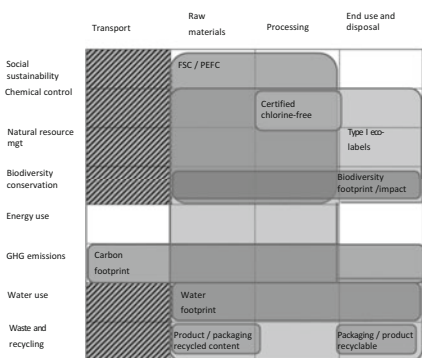 Transport
Raw
materials
Processing
End use and
disposal
Social
sustainability
FSC / PEFC
Chemical control
Certified
chlorine-free
Natural resource
mgt
Type I eco-
labels
Biodiversity
conservation
Biodiversity
footprint /impact
Energy use
GHG emissions
Carbon
footprint
Water use
Water
footprint
Waste and
recycling
Product / packaging
recycled content
Packaging / product
recyclable